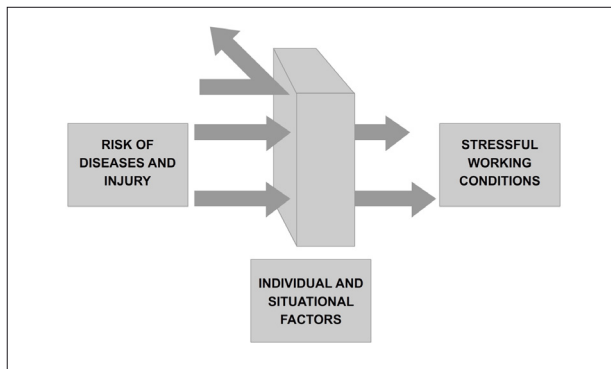 RISK OF
DISEASES AND
INJURY
STRESSFUL
WORKING
CONDITIONS
INDIVIDUAL AND
SITUATIONAL
FACTORS